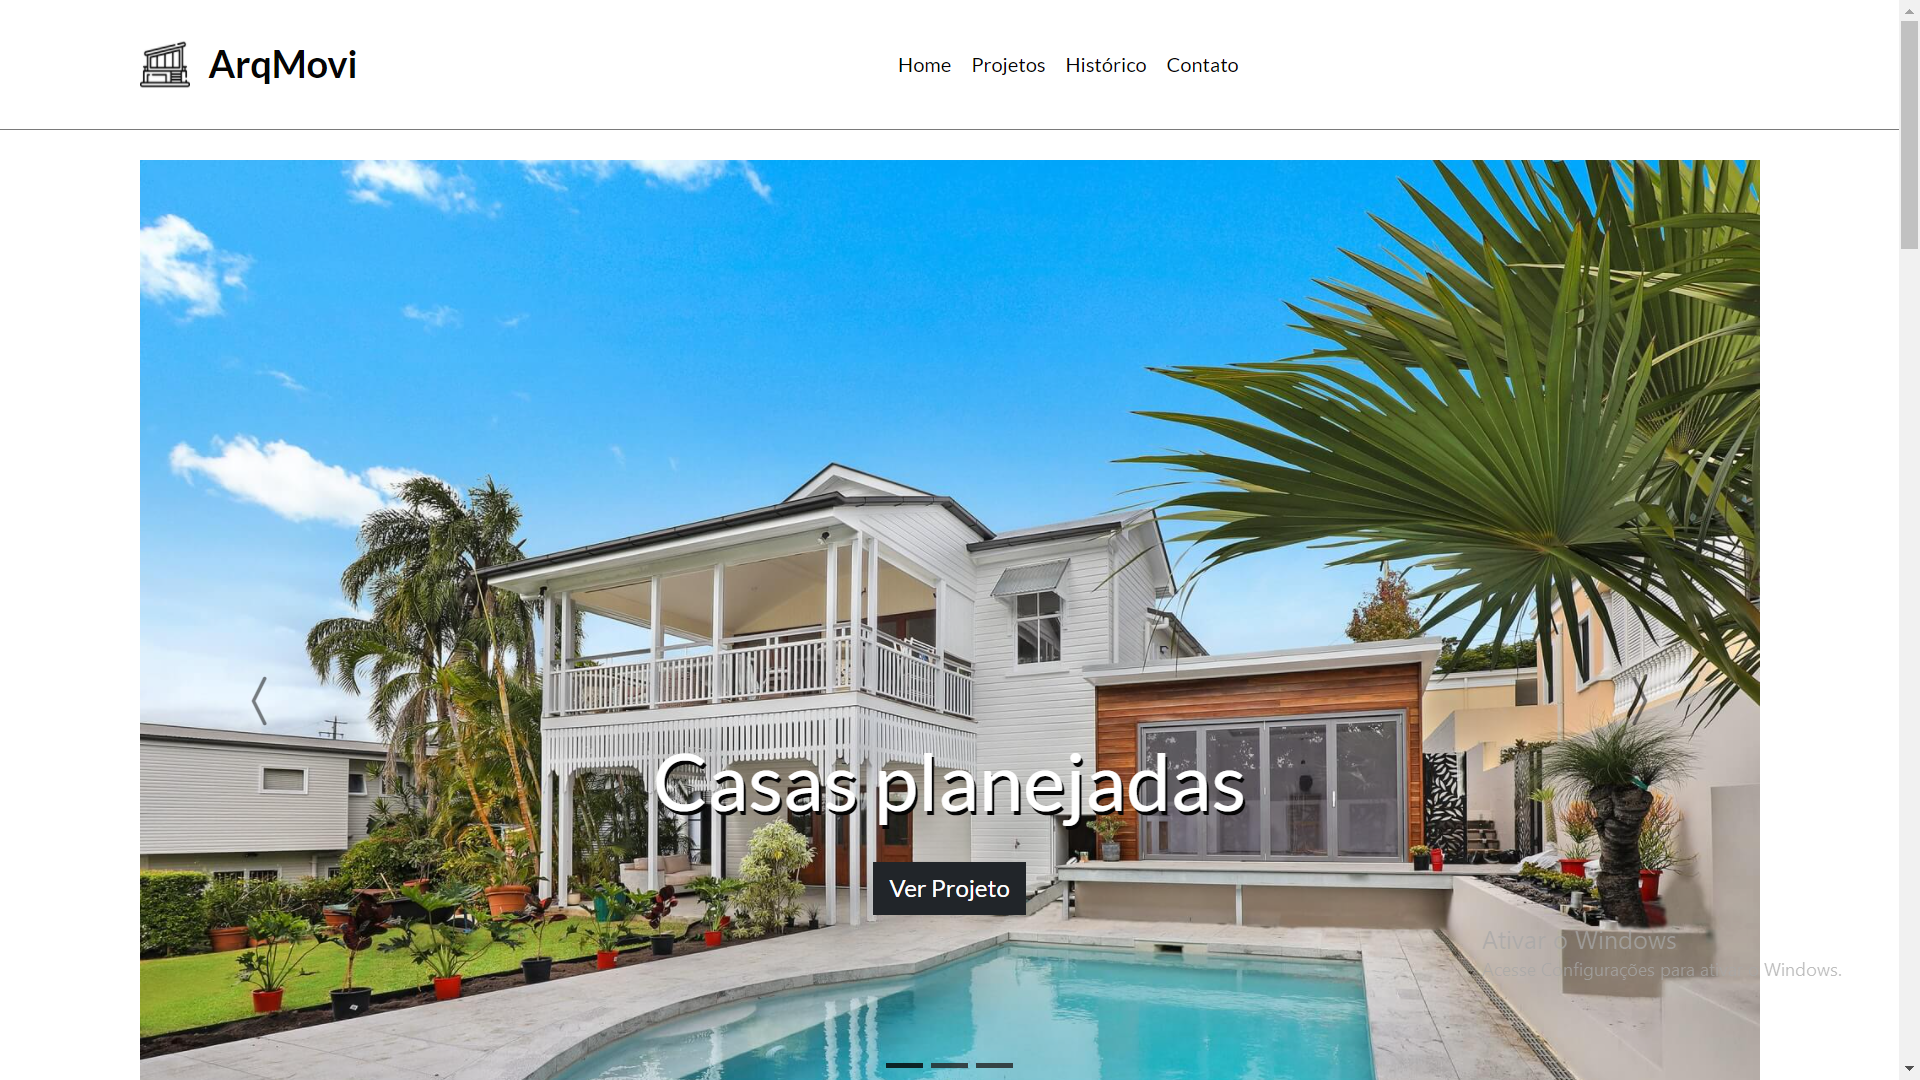 ArqMovi
Home Projetos Histórico Contato
Casas planejadas
Ver Projeto
Ativar o Windows
Acesse Configurações para ativar o Windows.